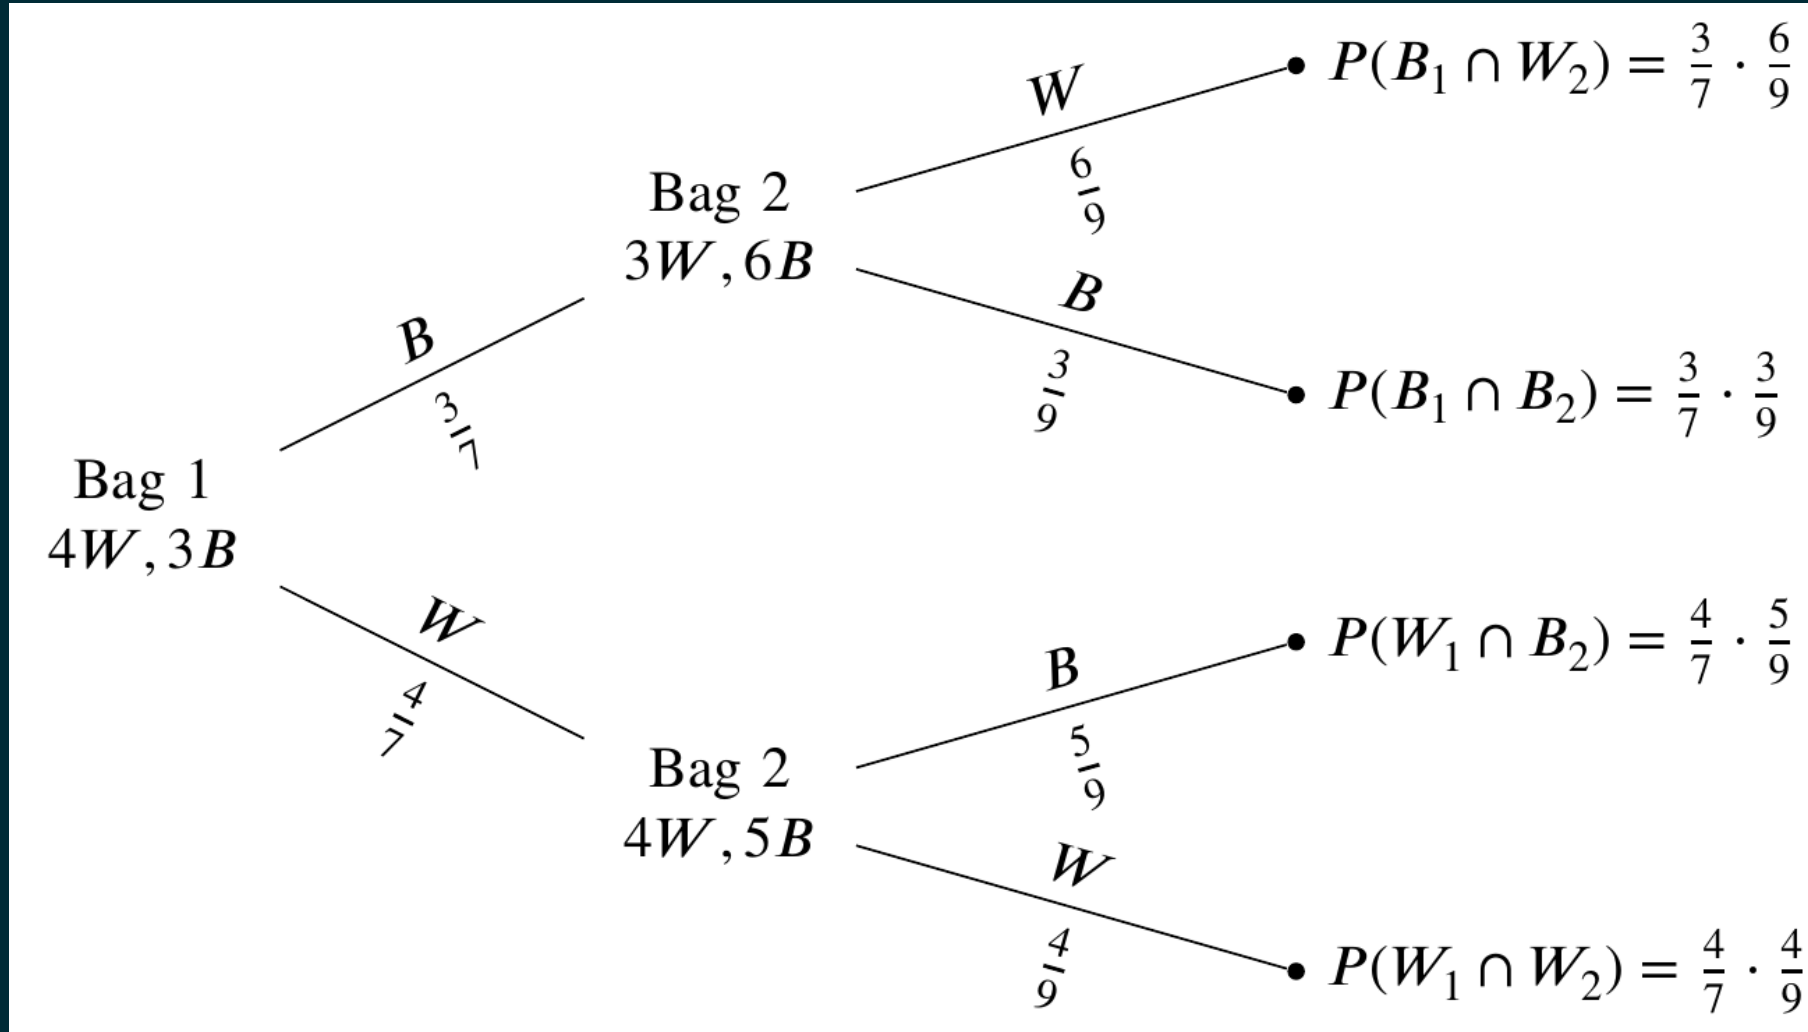 Bag 1
4W, 3B
B
3/7
W
4/7
Bag 2
3W, 6B
W
6/9
B
3/9
Bag 2
4W, 5B
B
5/9
W
4/9
P(B₁ ∩ W₂) = 3/7 · 6/9
P(B₁ ∩ B₂) = 3/7 · 3/9
P(W₁ ∩ B₂) = 4/7 · 5/9
P(W₁ ∩ W₂) = 4/7 · 4/9